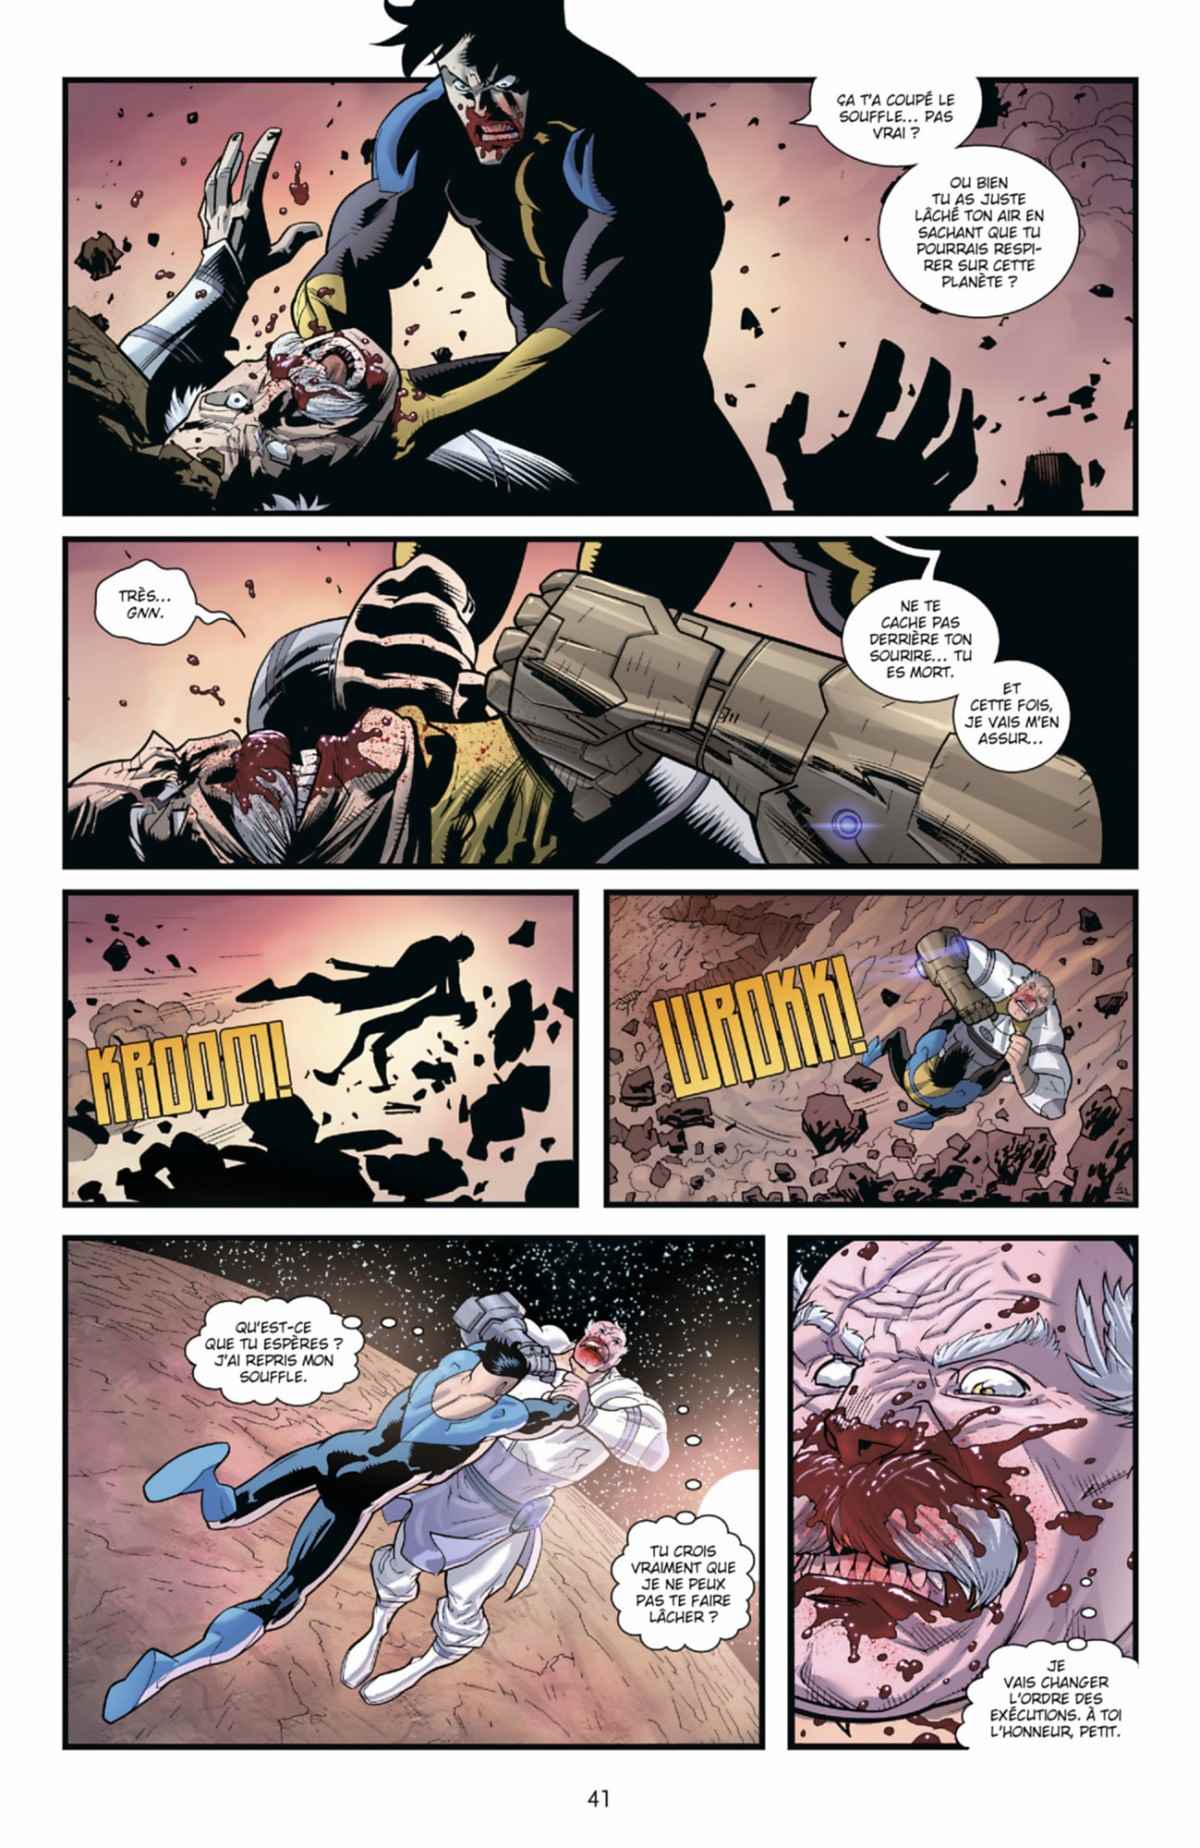 ÇA T'A COUPÉ LE
SOUFFLE... PAS
VRAI ?
OU BIEN
TU AS JUSTE
LÂCHÉ TON AIR EN
SACHANT QUE TU
POURRAIS RESPI-
RER SUR CETTE
PLANÈTE ?
TRÈS...
GNN.
NE TE
CACHE PAS
DERRIÈRE TON
SOURIRE... TU
ES MORT.
ET
CETTE FOIS,
JE VAIS M'EN
ASSUR...
KROOM!
WROKK!
QU'EST-CE
QUE TU ESPÈRES ?
J'AI REPRIS MON
SOUFFLE.
TU CROIS
VRAIMENT QUE
JE NE PEUX
PAS TE FAIRE
LÂCHER ?
JE
VAIS CHANGER
L'ORDRE DES
EXÉCUTIONS. À TOI
L'HONNEUR, PETIT.
41